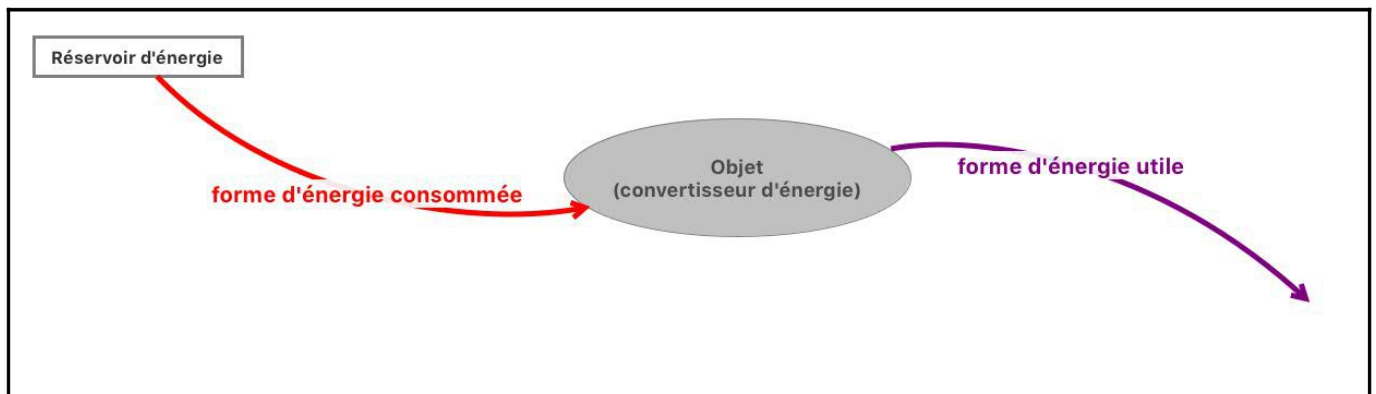 Réservoir d'énergie
forme d'énergie consommée
Objet
(convertisseur d'énergie)
forme d'énergie utile